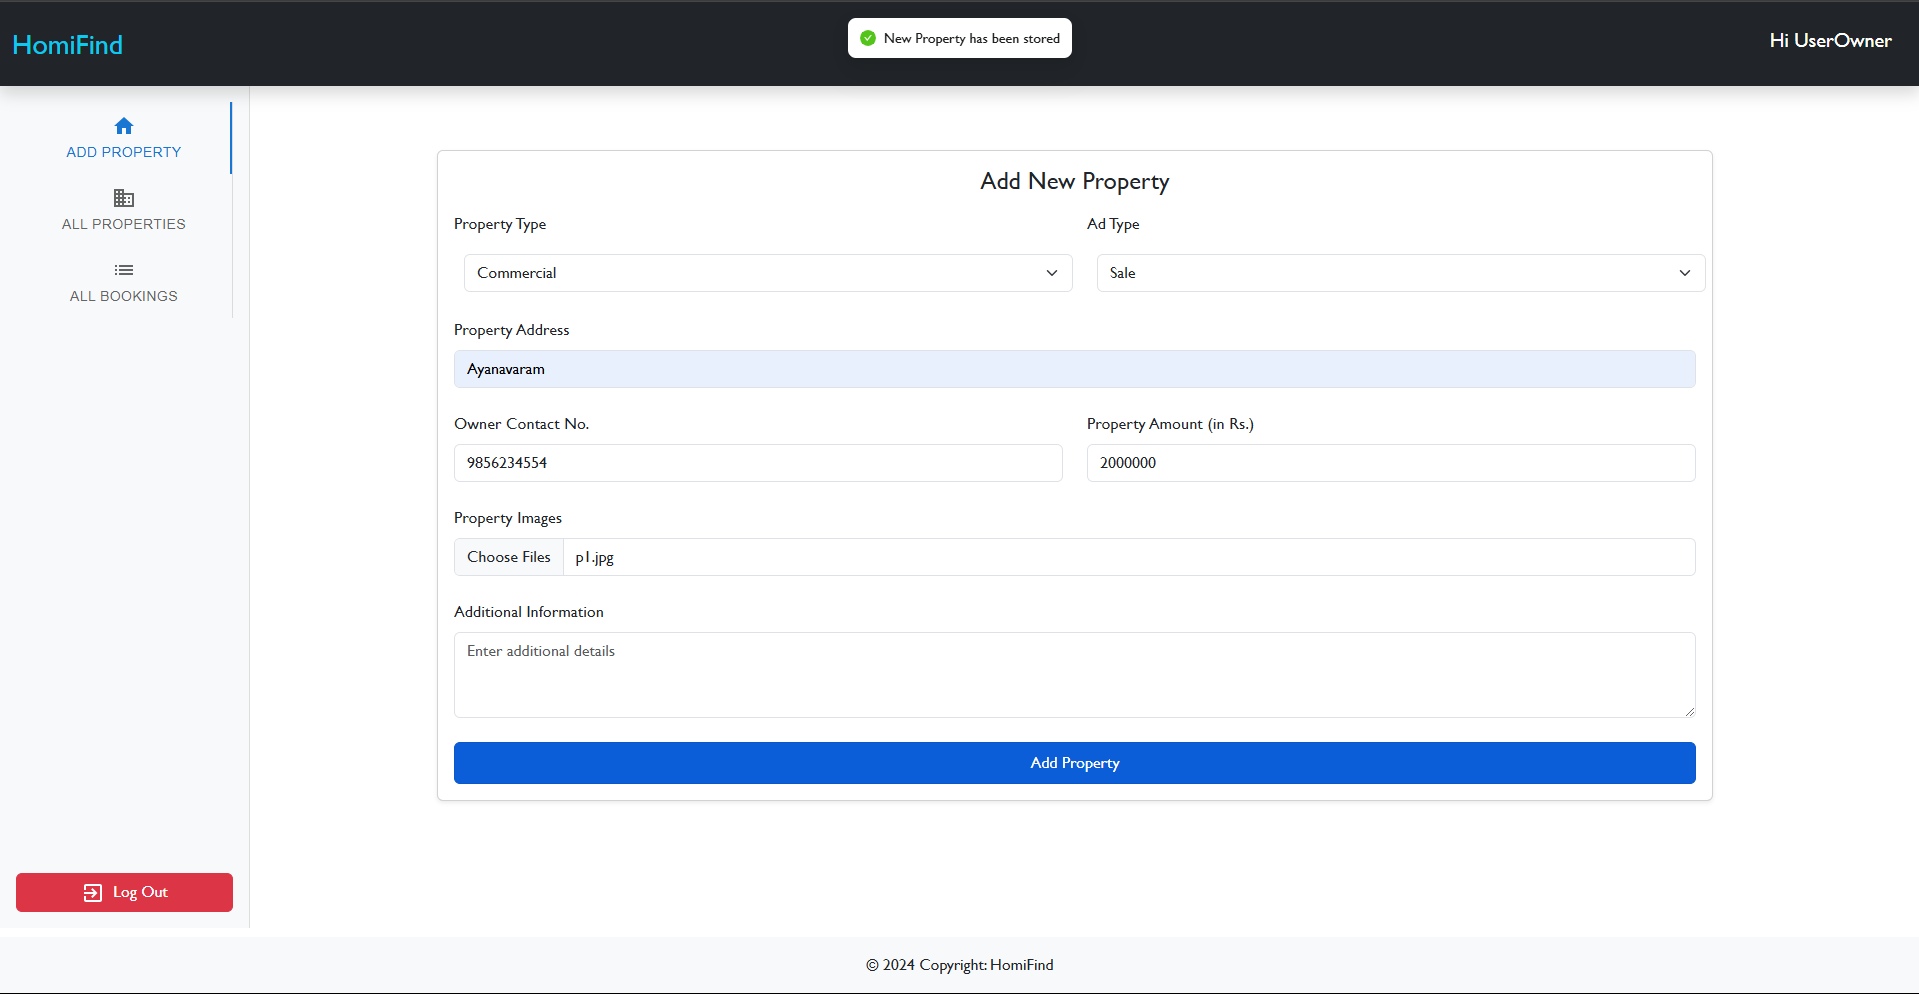 HomiFind
New Property has been stored
Hi UserOwner
ADD PROPERTY
ALL PROPERTIES
ALL BOOKINGS
Log Out
Add New Property
Property Type
Ad Type
Commercial
Sale
Property Address
Ayanavaram
Owner Contact No.
Property Amount (in Rs.)
9856234554
2000000
Property Images
Choose Files
p1.jpg
Additional Information
Enter additional details
Add Property
© 2024 Copyright: HomiFind